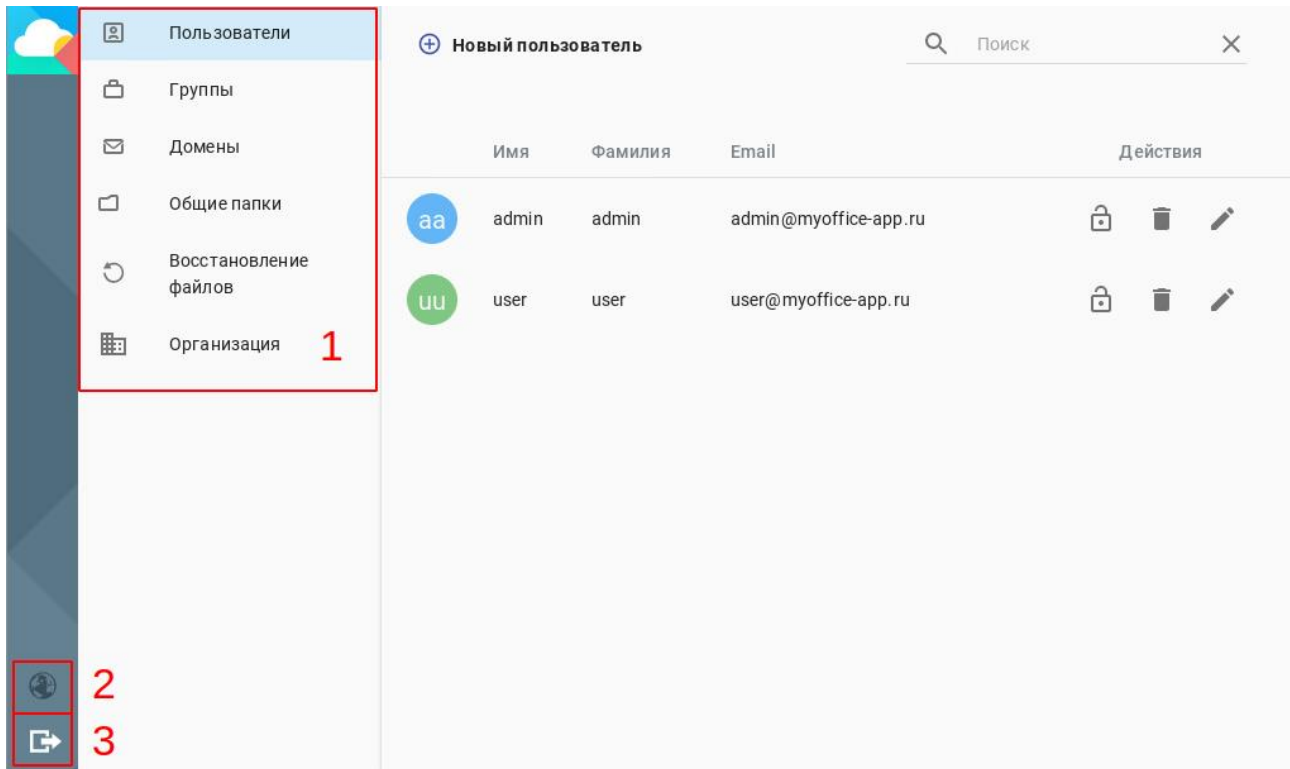 Пользователи
Группы
Домены
Общие папки
Восстановление
файлов
Организация
1
2
3
Новый пользователь
Поиск
Имя Фамилия Email Действия
aa admin admin admin@myoffice-app.ru
uu user user user@myoffice-app.ru